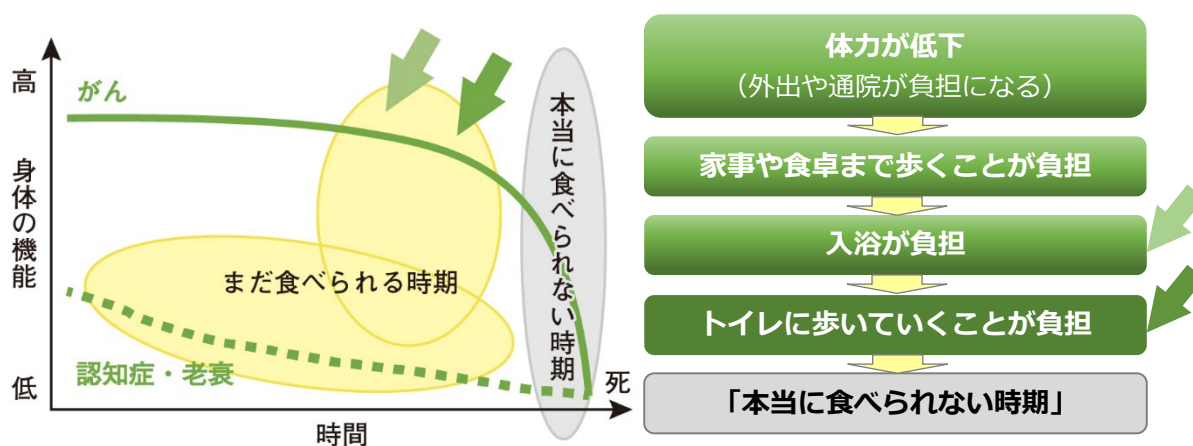 高
身体の機能
低
がん
まだ食べられる時期
認知症・老衰
本当に食べられない時期
死
時間
体力が低下
（外出や通院が負担になる）
家事や食卓まで歩くことが負担
入浴が負担
トイレに歩いていくことが負担
「本当に食べられない時期」